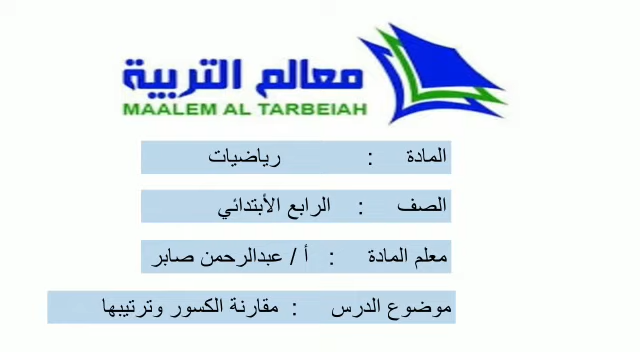 معالم التربية
MAALEM AL TARBEIAH
المادة : رياضيات
الصف : الرابع الأبتدائي
معلم المادة : أ / عبدالرحمن صابر
موضوع الدرس : مقارنة الكسور وترتيبها